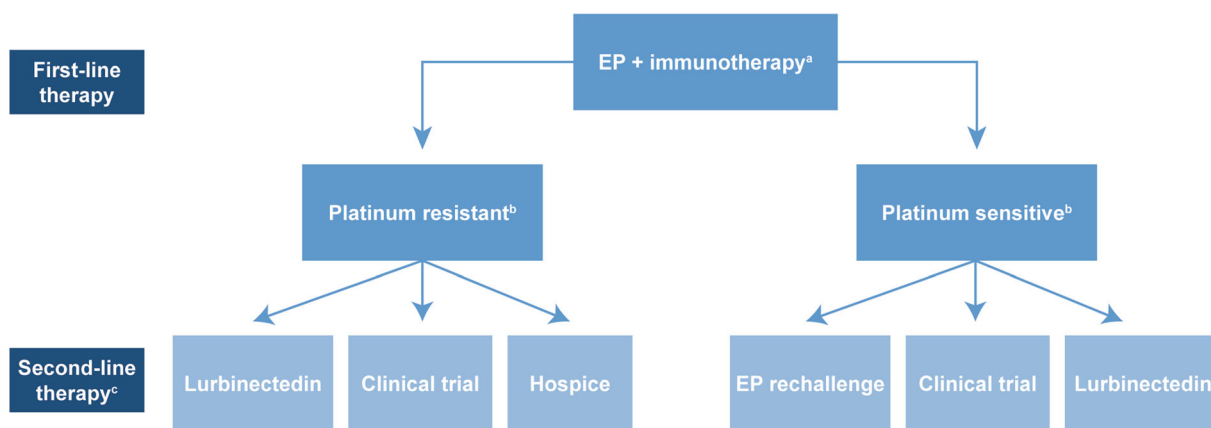 First-line
therapy
EP + immunotherapyᵃ
Platinum resistantᵇ
Platinum sensitiveᵇ
Second-line
therapyᶜ
Lurbinectedin
Clinical trial
Hospice
EP rechallenge
Clinical trial
Lurbinectedin